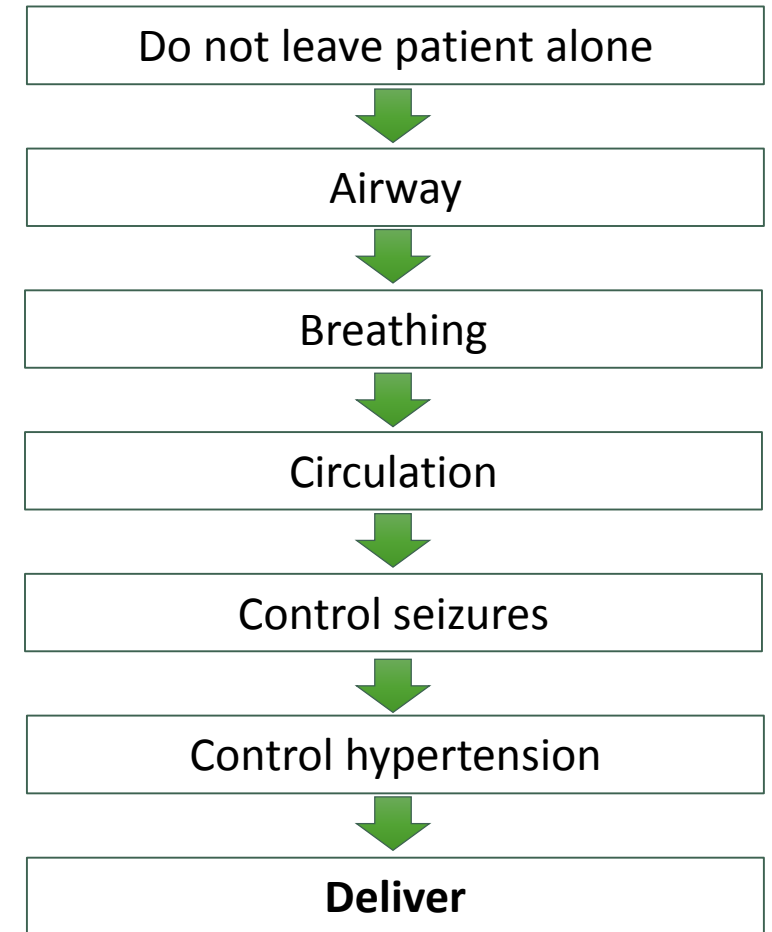 Do not leave patient alone
Airway
Breathing
Circulation
Control seizures
Control hypertension
Deliver